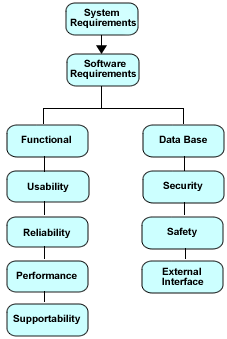 System
Requirements
Software
Requirements
Functional
Usability
Reliability
Performance
Supportability
Data Base
Security
Safety
External
Interface